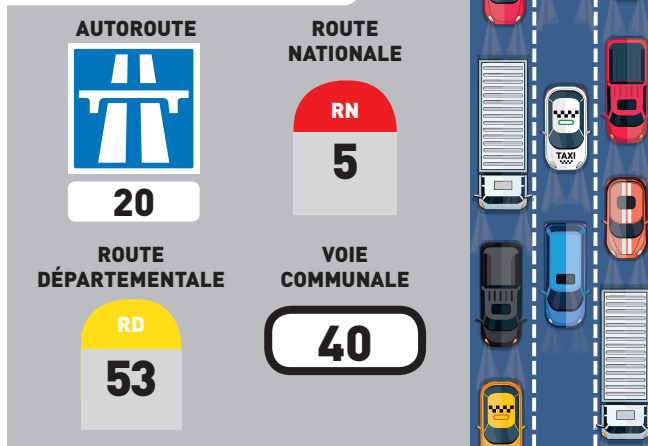 AUTOROUTE
20
ROUTE
NATIONALE
RN
5
ROUTE
DÉPARTEMENTALE
RD
53
VOIE
COMMUNALE
40
TAXI